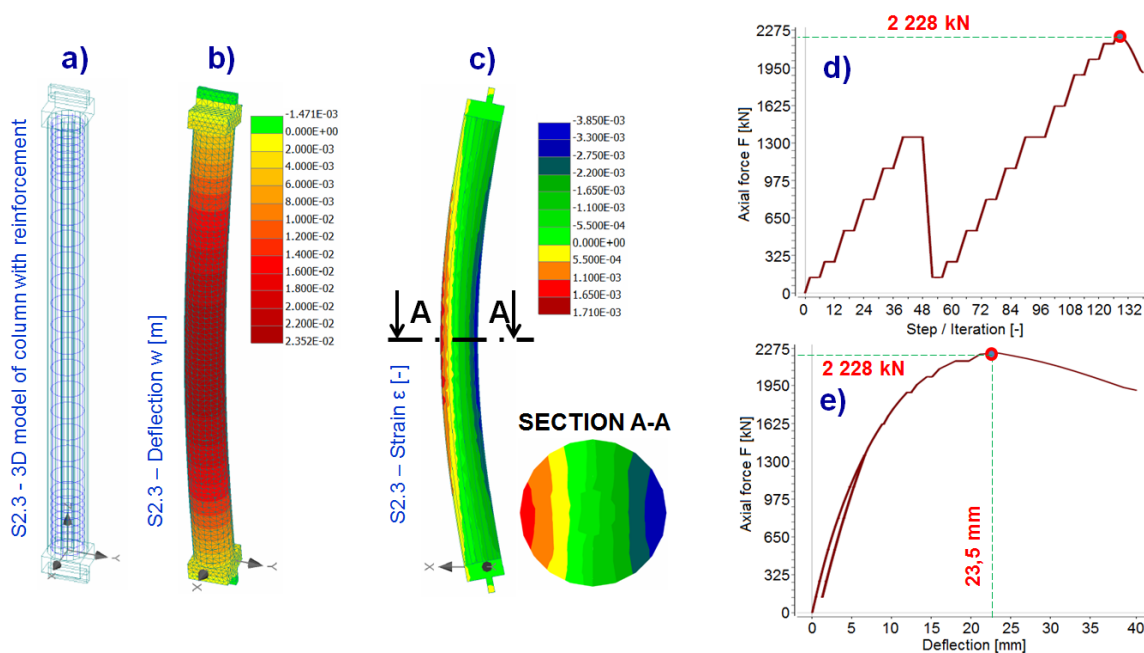 a)
S2.3 - 3D model of column with reinforcement
X
Y
b)
S2.3 – Deflection w [m]
-1.471E-03
0.000E+00
2.000E-03
4.000E-03
6.000E-03
8.000E-03
1.000E-02
1.200E-02
1.400E-02
1.600E-02
1.800E-02
2.000E-02
2.200E-02
2.352E-02
X
Y
c)
S2.3 – Strain ε [-]
-3.850E-03
-3.300E-03
-2.750E-03
-2.200E-03
-1.650E-03
-1.100E-03
-5.500E-04
0.000E+00
5.500E-04
1.100E-03
1.650E-03
1.710E-03
A
A
X
SECTION A-A
d)
2 228 kN
Axial force F [kN]
2275
1950
1625
1300
975
650
325
0
0
12
24
36
48
60
72
84
96
108
120
132
Step / Iteration [-]
e)
2 228 kN
23,5 mm
Axial force F [kN]
2275
1950
1625
1300
975
650
325
0
0
5
10
15
20
25
30
35
40
Deflection [mm]